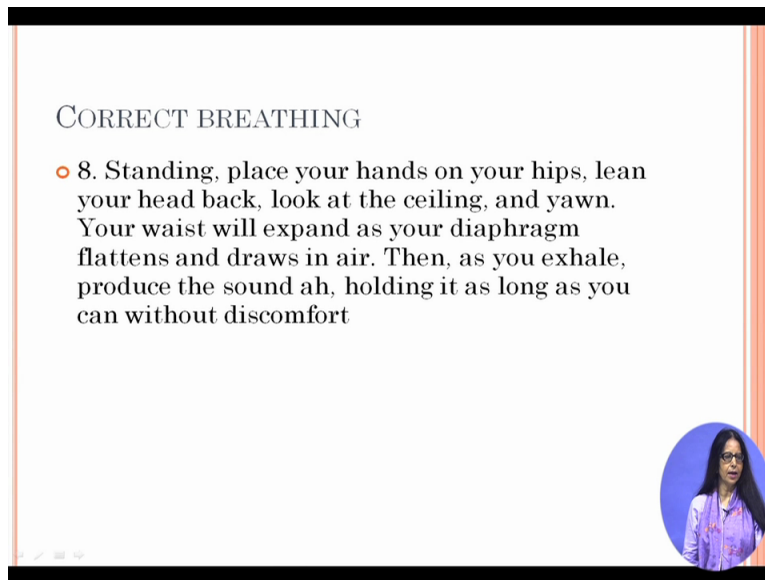 CORRECT BREATHING
8. Standing, place your hands on your hips, lean
your head back, look at the ceiling, and yawn.
Your waist will expand as your diaphragm
flattens and draws in air. Then, as you exhale,
produce the sound ah, holding it as long as you
can without discomfort